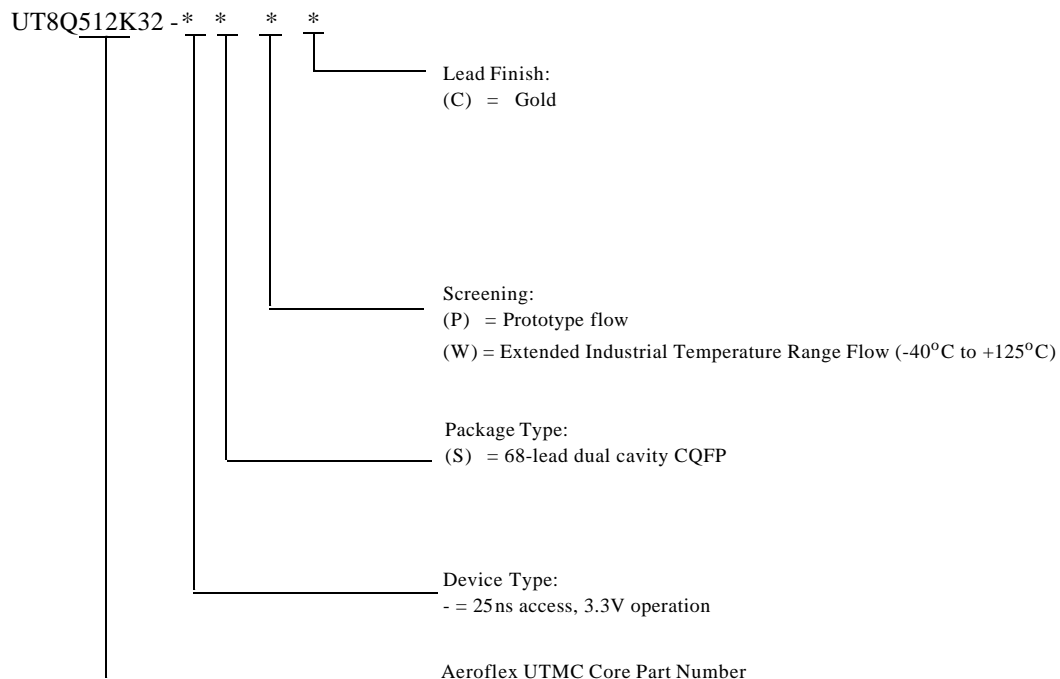 UT8Q512K32 - * * * *
Lead Finish:
(C) = Gold
Screening:
(P) = Prototype flow
(W) = Extended Industrial Temperature Range Flow (-40°C to +125°C)
Package Type:
(S) = 68-lead dual cavity CQFP
Device Type:
- = 25ns access, 3.3V operation
Aeroflex UTMC Core Part Number